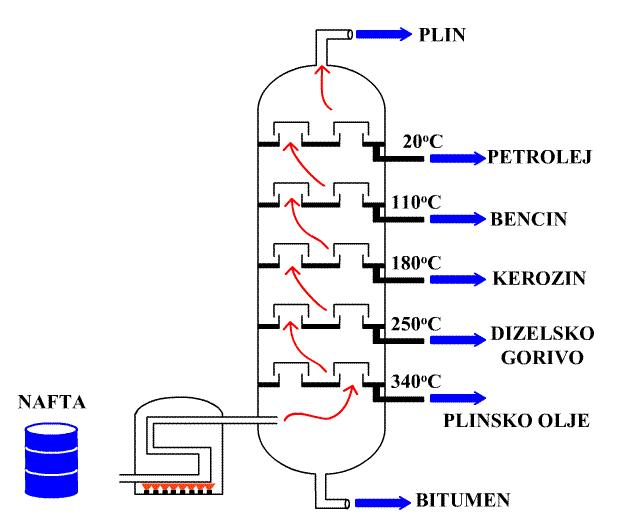 PLIN
20°C
PETROLEJ
110°C
BENCIN
180°C
KEROZIN
250°C
DIZELSKO
GORIVO
340°C
PLINSKO OLJE
NAFTA
BITUMEN